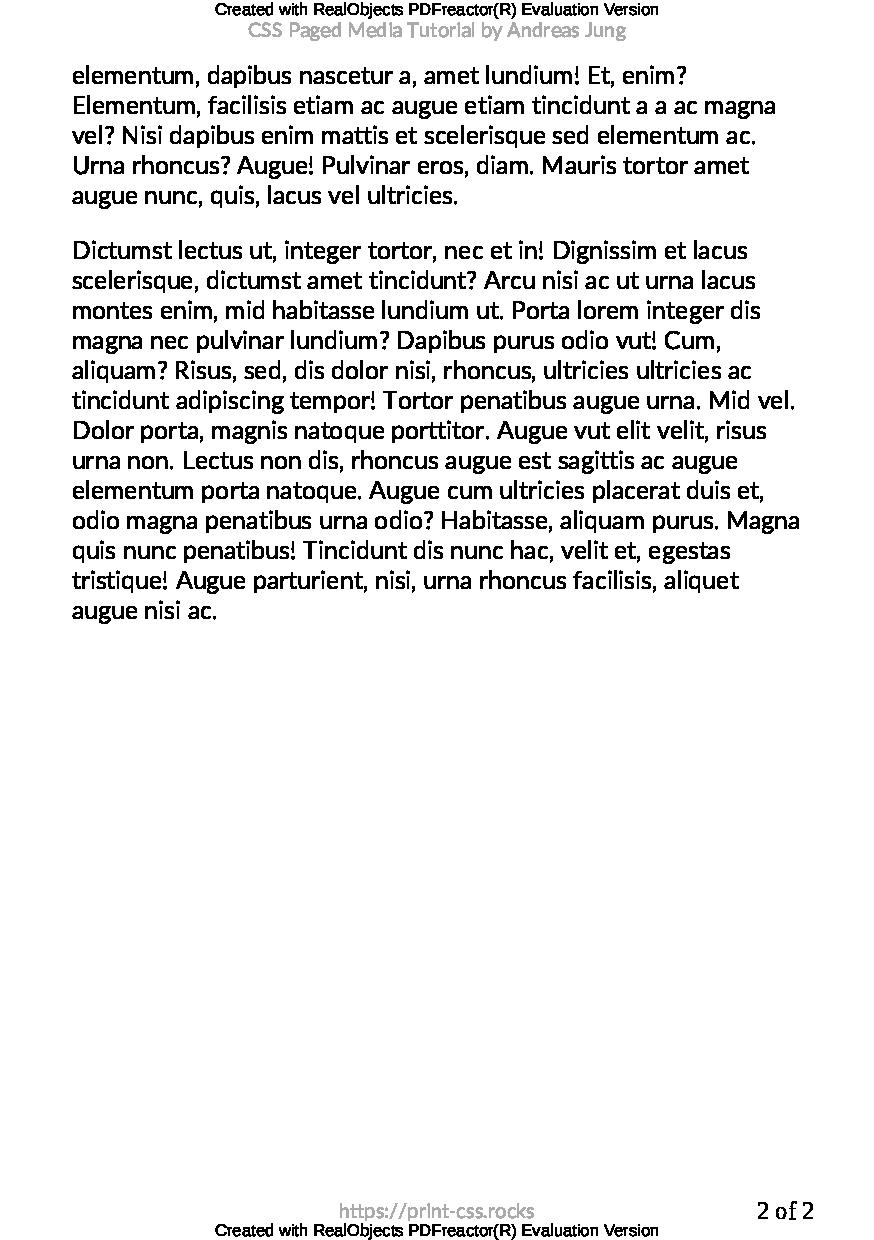 Created with RealObjects PDFreactor(R) Evaluation Version
CSS Paged Media Tutorial by Andreas Jung
elementum, dapibus nascetur a, amet lundium! Et, enim?
Elementum, facilisis etiam ac augue etiam tincidunt a a ac magna
vel? Nisi dapibus enim mattis et scelerisque sed elementum ac.
Urna rhoncus? Augue! Pulvinar eros, diam. Mauris tortor amet
augue nunc, quis, lacus vel ultricies.
Dictumst lectus ut, integer tortor, nec et in! Dignissim et lacus
scelerisque, dictumst amet tincidunt? Arcu nisi ac ut urna lacus
montes enim, mid habitasse lundium ut. Porta lorem integer dis
magna nec pulvinar lundium? Dapibus purus odio vut! Cum,
aliquam? Risus, sed, dis dolor nisi, rhoncus, ultricies ultricies ac
tincidunt adipiscing tempor! Tortor penatibus augue urna. Mid vel.
Dolor porta, magnis natoque porttitor. Augue vut elit velit, risus
urna non. Lectus non dis, rhoncus augue est sagittis ac augue
elementum porta natoque. Augue cum ultricies placerat duis et,
odio magna penatibus urna odio? Habitasse, aliquam purus. Magna
quis nunc penatibus! Tincidunt dis nunc hac, velit et, egestas
tristique! Augue parturient, nisi, urna rhoncus facilisis, aliquet
augue nisi ac.
https://print-css.rocks 2 of 2
Created with RealObjects PDFreactor(R) Evaluation Version